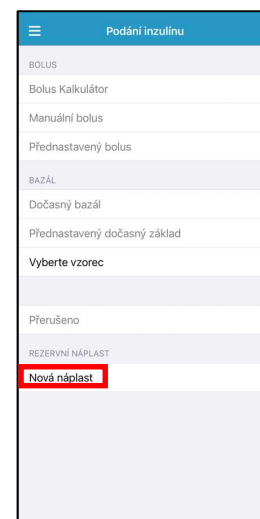 Podání inzulínu
BOLUS
Bolus Kalkulátor
Manuální bolus
Přednastavený bolus
BAZÁL
Dočasný bazál
Přednastavený dočasný základ
Vyberte vzorec
Přerušeno
REZERVNÍ NÁPLAST
Nová náplast